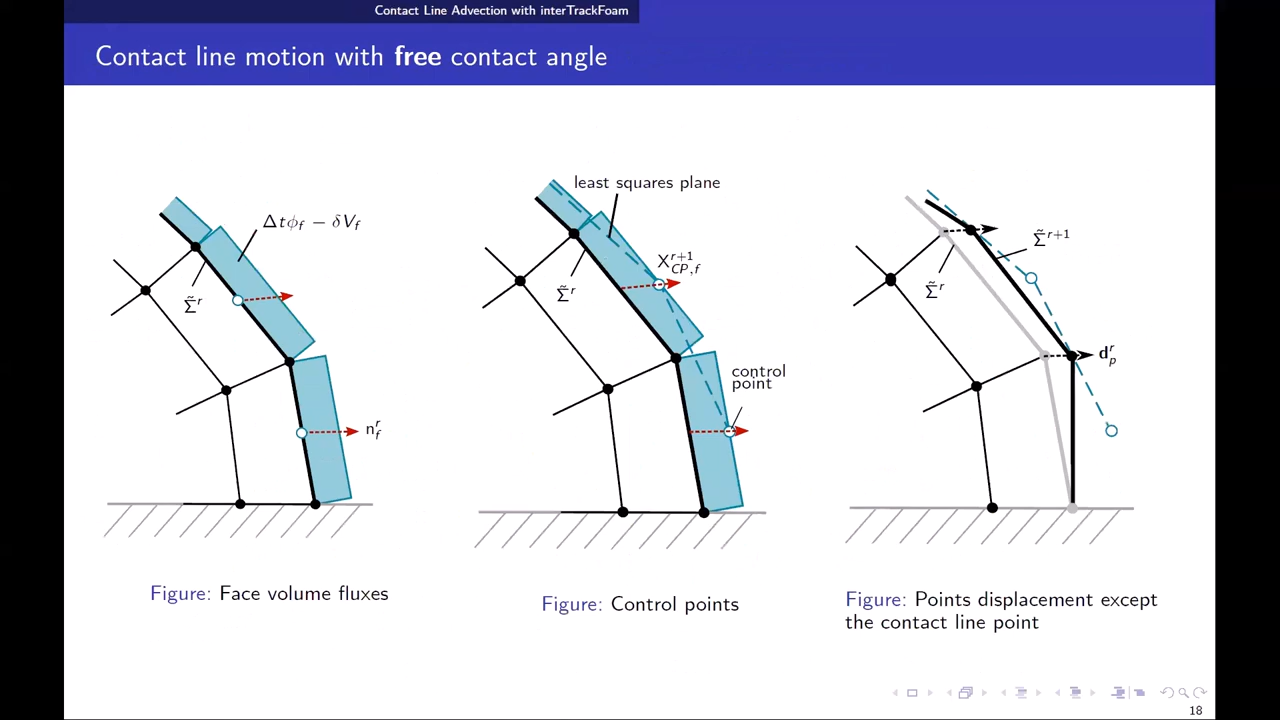 Contact Line Advection with interTrackFoam
Contact line motion with free contact angle
Δtϕ_f − δV_f
Σ̃^r
n_f^r
Figure: Face volume fluxes
least squares plane
X_{CP,f}^{r+1}
Σ̃^r
control
point
Figure: Control points
Σ̃^{r+1}
Σ̃^r
d_p^r
Figure: Points displacement except
the contact line point
18